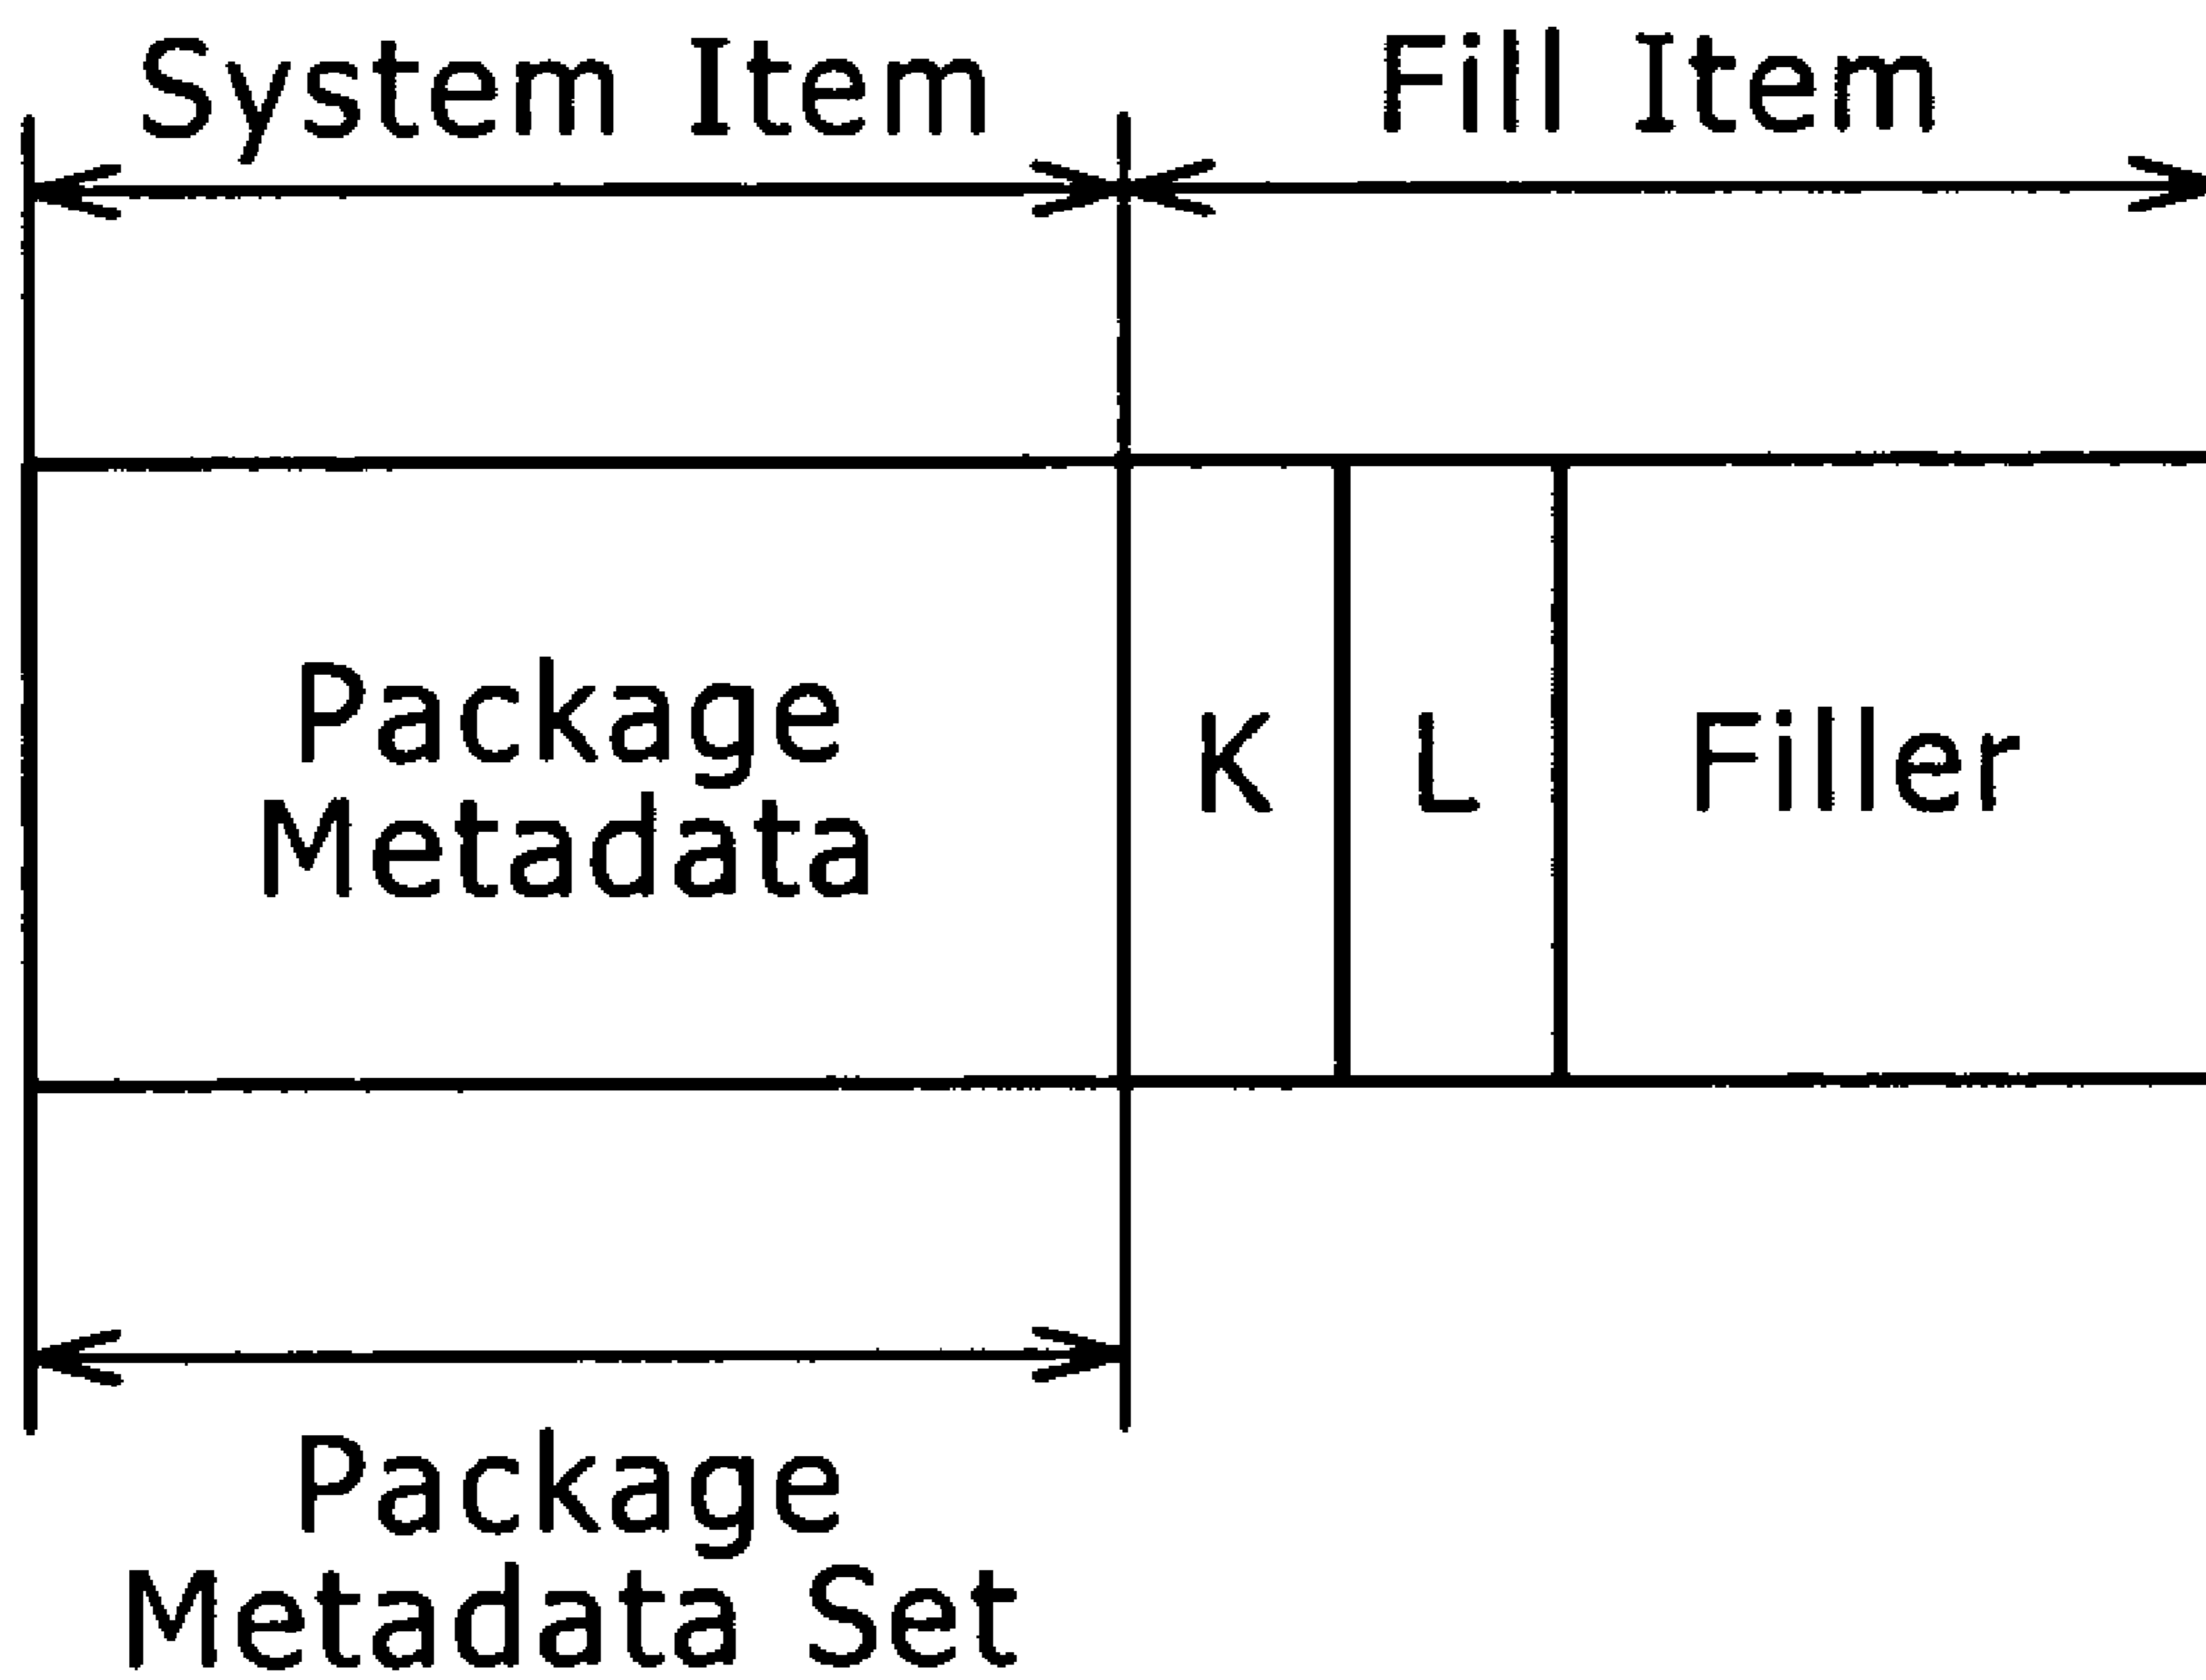 System Item
Fill Item
Package
Metadata
K
L
Filler
Package
Metadata Set